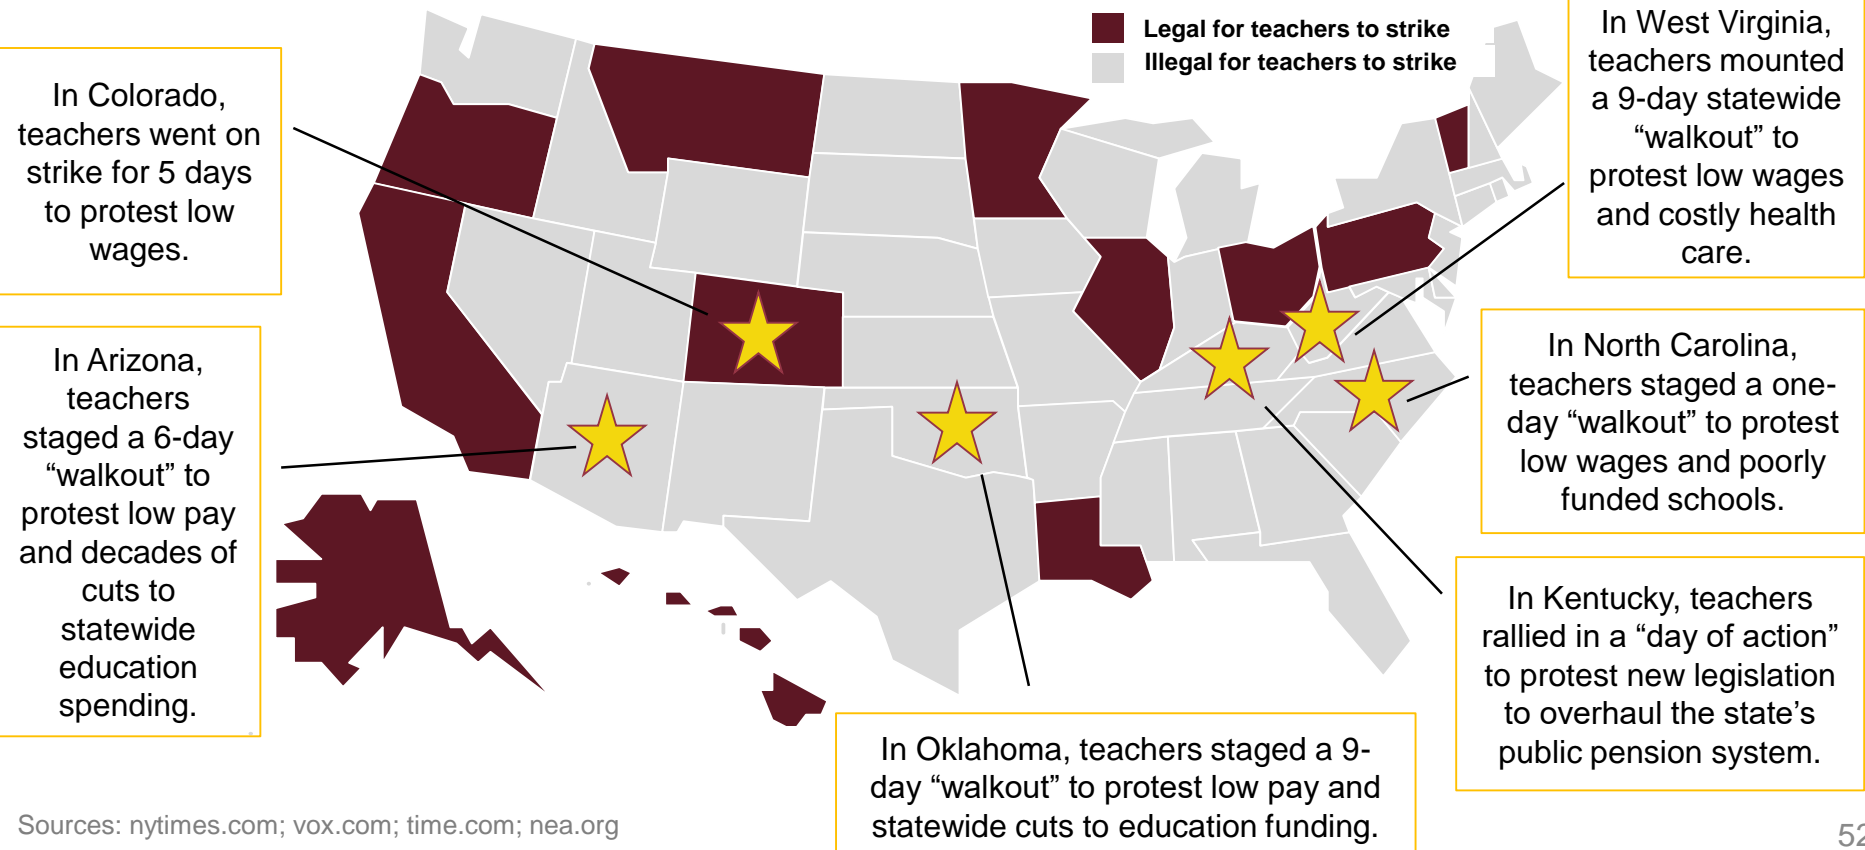 Legal for teachers to strike
Illegal for teachers to strike
In Colorado,
teachers went on
strike for 5 days
to protest low
wages.
In West Virginia,
teachers mounted
a 9-day statewide
“walkout” to
protest low wages
and costly health
care.
In Arizona,
teachers
staged a 6-day
“walkout” to
protest low pay
and decades of
cuts to
statewide
education
spending.
In North Carolina,
teachers staged a one-
day “walkout” to protest
low wages and poorly
funded schools.
In Kentucky, teachers
rallied in a “day of action”
to protest new legislation
to overhaul the state’s
public pension system.
In Oklahoma, teachers staged a 9-
day “walkout” to protest low pay and
statewide cuts to education funding.
Sources: nytimes.com; vox.com; time.com; nea.org
52